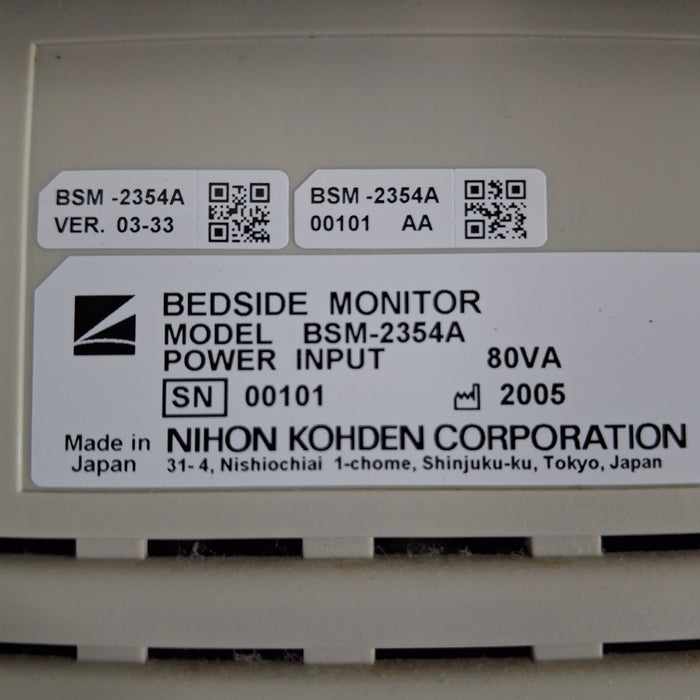 BSM -2354A
VER. 03-33
BSM -2354A
00101 AA
BEDSIDE MONITOR
MODEL BSM-2354A
POWER INPUT 80VA
SN 00101 2005
Made in Japan
NIHON KOHDEN CORPORATION
31- 4, Nishiochiai 1-chome, Shinjuku-ku, Tokyo, Japan